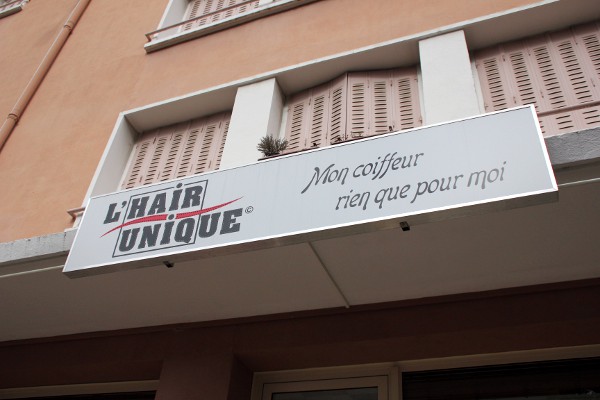 L'HAIR
UNIQUE©
Mon coiffeur
rien que pour moi